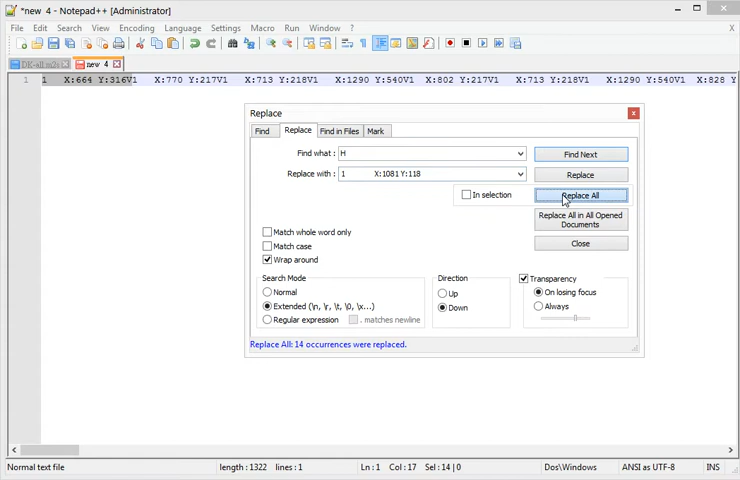 *new 4 - Notepad++ [Administrator]
File Edit Search View Encoding Language Settings Macro Run Window ? X
DK-all.m2s new 4
1 1 X:664 Y:316V1 X:770 Y:217V1 X:713 Y:218V1 X:1290 Y:540V1 X:802 Y:217V1 X:713 Y:218V1 X:1290 Y:540V1 X:828 Y
Replace
Find Replace Find in Files Mark
Find what : H Find Next
Replace with : 1 X:1081 Y:118 Replace
In selection Replace All
Replace All in All Opened Documents
Match whole word only
Match case Close
Wrap around
Search Mode Direction Transparency
Normal Up On losing focus
Extended (\n, \r, \t, \0, \x...) Down Always
Regular expression . matches newline
Replace All: 14 occurrences were replaced.
Normal text file length : 1322 lines : 1 Ln : 1 Col : 17 Sel : 14 | 0 Dos\Windows ANSI as UTF-8 INS